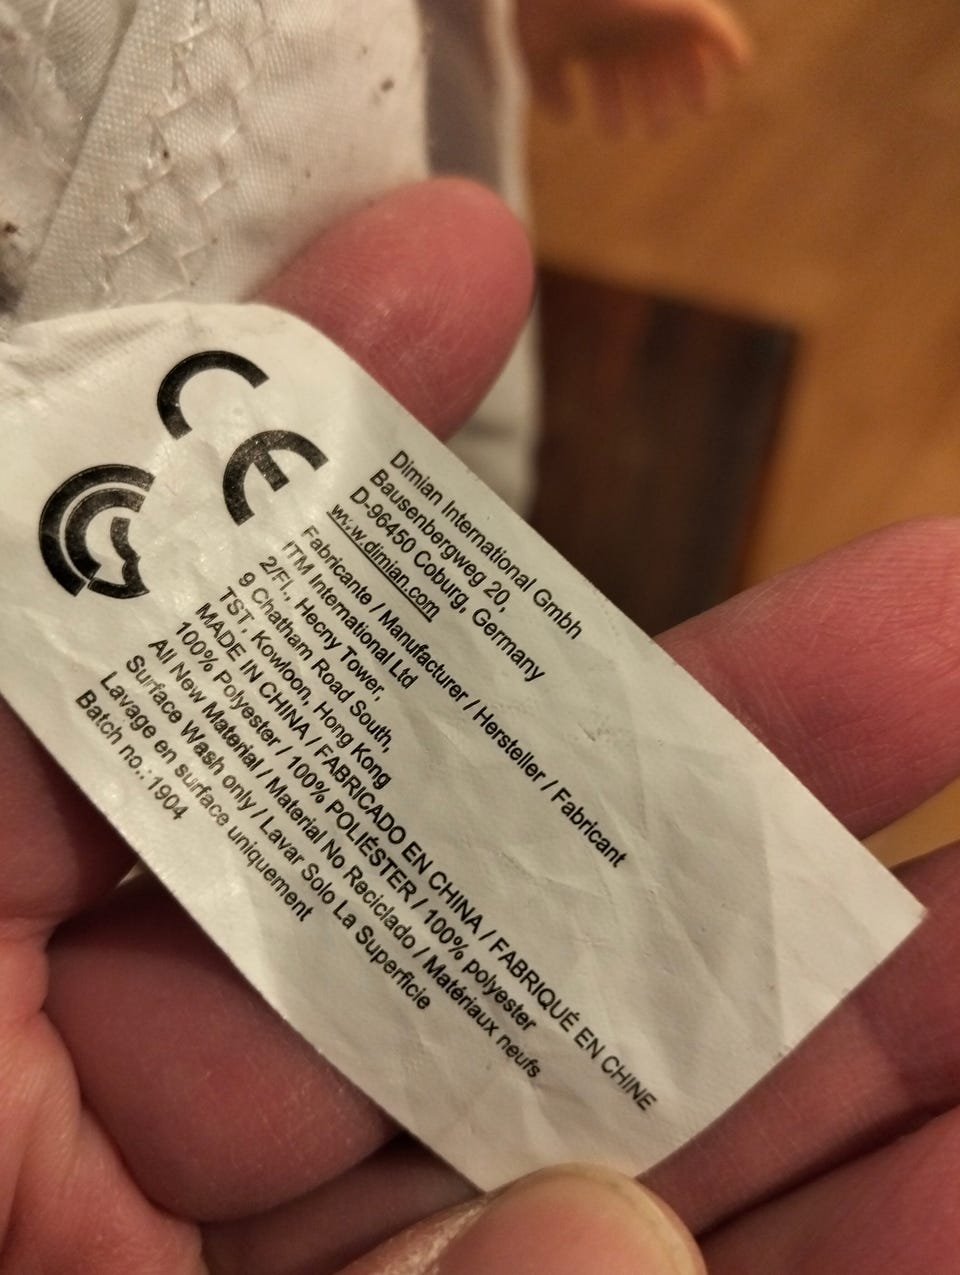 CE
Dimian International Gmbh
Bausenbergweg 20,
D-96450 Coburg, Germany
www.dimian.com
Fabricante / Manufacturer / Hersteller / Fabricant
ITM International Ltd
2/Fl., Hecny Tower,
9 Chatham Road South,
TST, Kowloon, Hong Kong
MADE IN CHINA / FABRICADO EN CHINA / FABRIQUÉ EN CHINE
100% Polyester / 100% POLIÉSTER / 100% polyester
All New Material / Material No Reciclado / Matériaux neufs
Surface Wash only / Lavar Solo La Superficie
Lavage en surface uniquement
Batch no.:1904